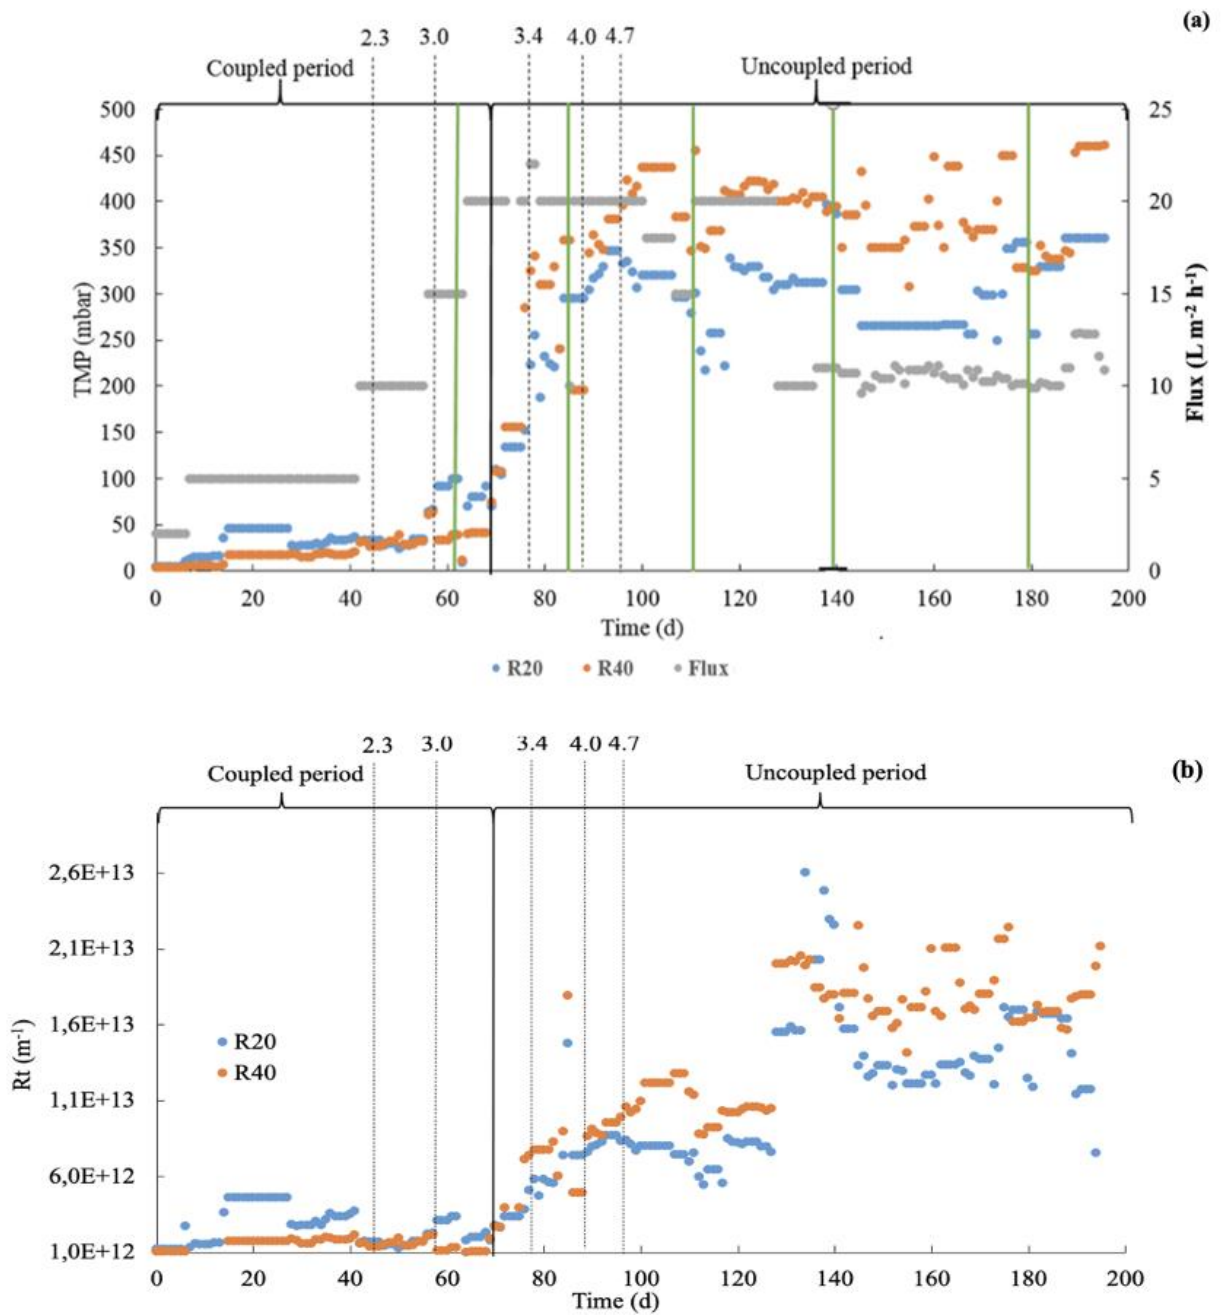 (a)
2.3 3.0 3.4 4.0 4.7
Coupled period Uncoupled period
500 25
450
400 20
350
300 15
250
200 10
150
100 5
50
0 0
TMP (mbar)
Flux (L m⁻² h⁻¹)
0 20 40 60 80 100 120 140 160 180 200
Time (d)
R20 R40 Flux
2.3 3.0 3.4 4.0 4.7
(b)
Coupled period Uncoupled period
2,6E+13
2,1E+13
1,6E+13
1,1E+13
6,0E+12
1,0E+12
Rt (m⁻¹)
R20
R40
0 20 40 60 80 100 120 140 160 180 200
Time (d)